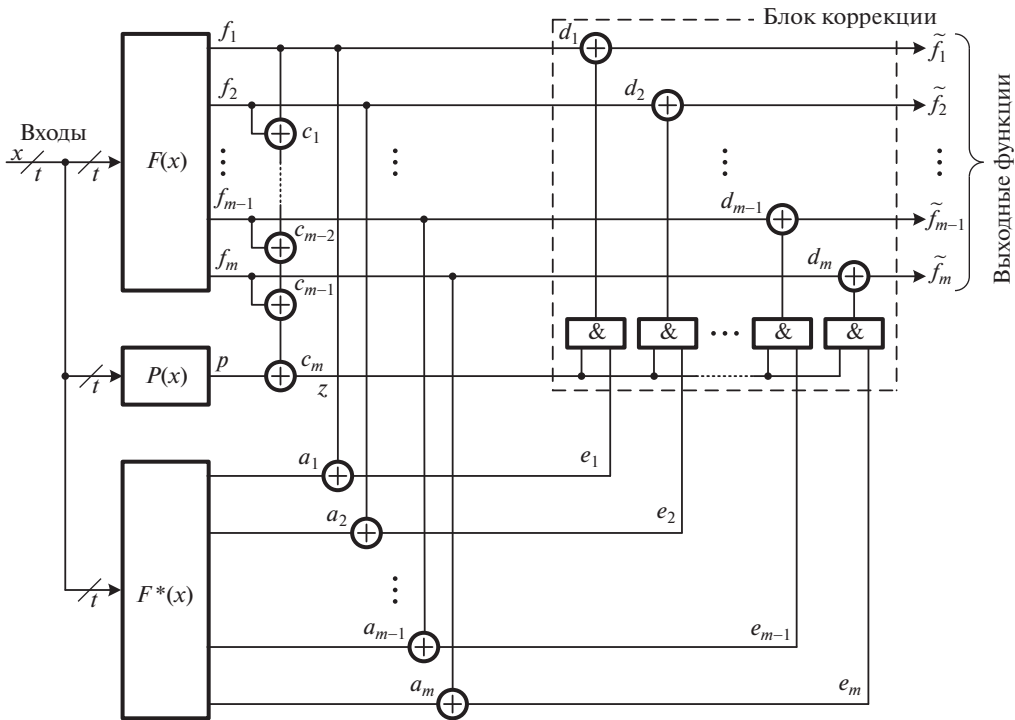 Блок коррекции
f₁
d₁
f̃₁
f₂
d₂
f̃₂
c₁
Входы
x
t
t
F(x)
⋮
⋮
⋮
⋮
fₘ₋₁
dₘ₋₁
f̃ₘ₋₁
cₘ₋₂
fₘ
dₘ
f̃ₘ
cₘ₋₁
Выходные функции
&
&
…
&
&
t
P(x)
p
cₘ
z
a₁
e₁
a₂
e₂
t
F*(x)
⋮
aₘ₋₁
eₘ₋₁
aₘ
eₘ